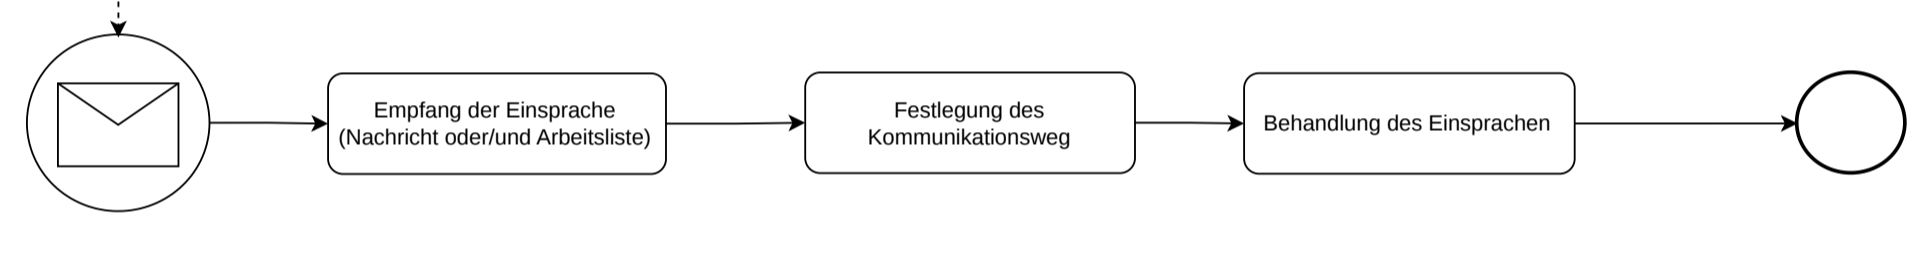 Empfang der Einsprache
(Nachricht oder/und Arbeitsliste)
Festlegung des
Kommunikationsweg
Behandlung des Einsprachen